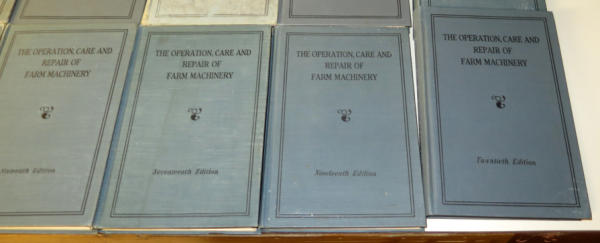 THE OPERATION, CARE AND
REPAIR OF
FARM MACHINERY
Sixteenth Edition
THE OPERATION, CARE AND
REPAIR OF
FARM MACHINERY
Seventeenth Edition
THE OPERATION, CARE AND
REPAIR OF
FARM MACHINERY
Nineteenth Edition
THE OPERATION, CARE AND
REPAIR OF
FARM MACHINERY
Twentieth Edition